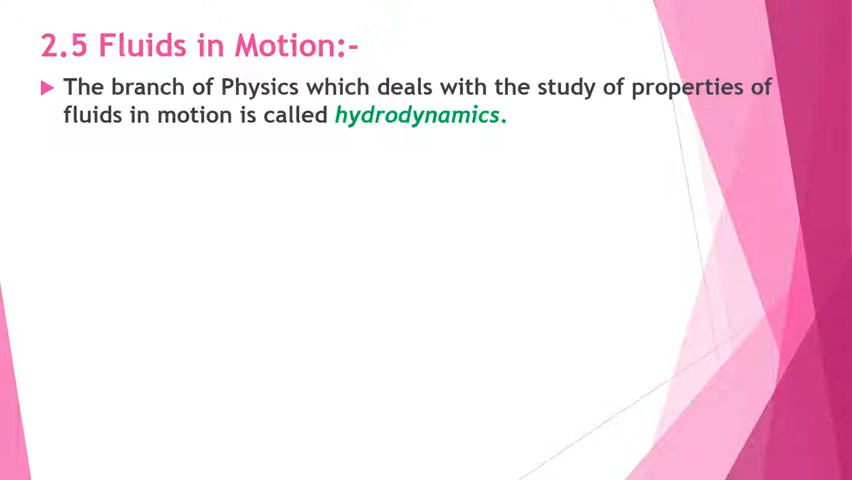 2.5 Fluids in Motion:-
The branch of Physics which deals with the study of properties of
fluids in motion is called hydrodynamics.